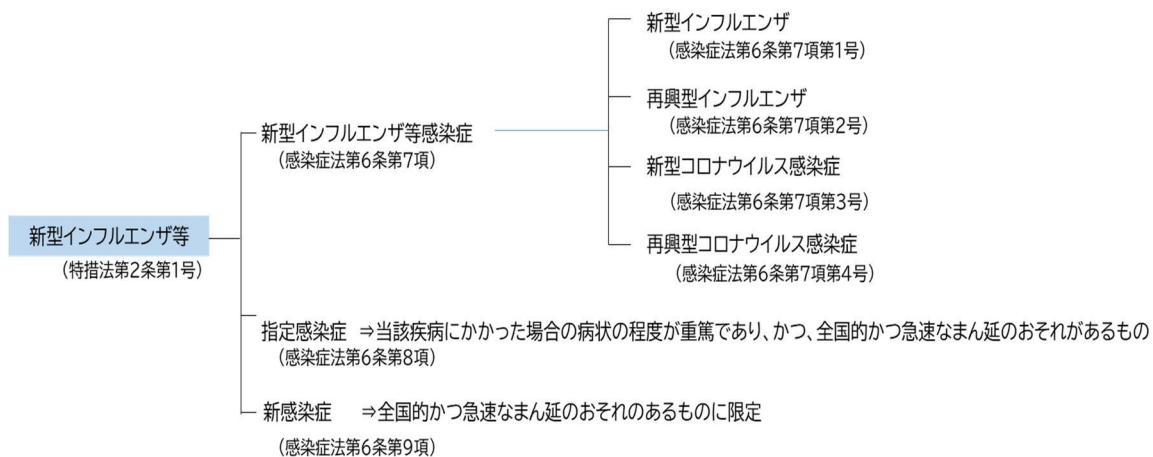 新型インフルエンザ等
（特措法第2条第1号）
新型インフルエンザ等感染症
（感染症法第6条第7項）
新型インフルエンザ
（感染症法第6条第7項第1号）
再興型インフルエンザ
（感染症法第6条第7項第2号）
新型コロナウイルス感染症
（感染症法第6条第7項第3号）
再興型コロナウイルス感染症
（感染症法第6条第7項第4号）
指定感染症 ⇒当該疾病にかかった場合の病状の程度が重篤であり、かつ、全国的かつ急速なまん延のおそれがあるもの
（感染症法第6条第8項）
新感染症 ⇒全国的かつ急速なまん延のおそれのあるものに限定
（感染症法第6条第9項）